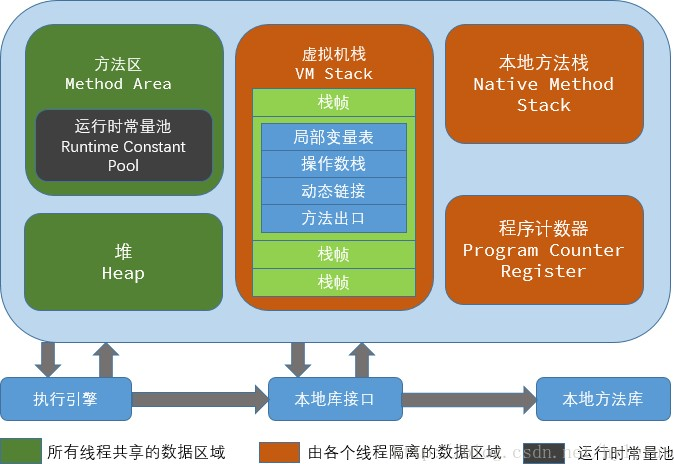 方法区
Method Area
运行时常量池
Runtime Constant
Pool
堆
Heap
虚拟机栈
VM Stack
栈帧
局部变量表
操作数栈
动态链接
方法出口
栈帧
栈帧
本地方法栈
Native Method
Stack
程序计数器
Program Counter
Register
执行引擎
本地库接口
本地方法库
所有线程共享的数据区域
由各个线程隔离的数据区域
运行时常量池